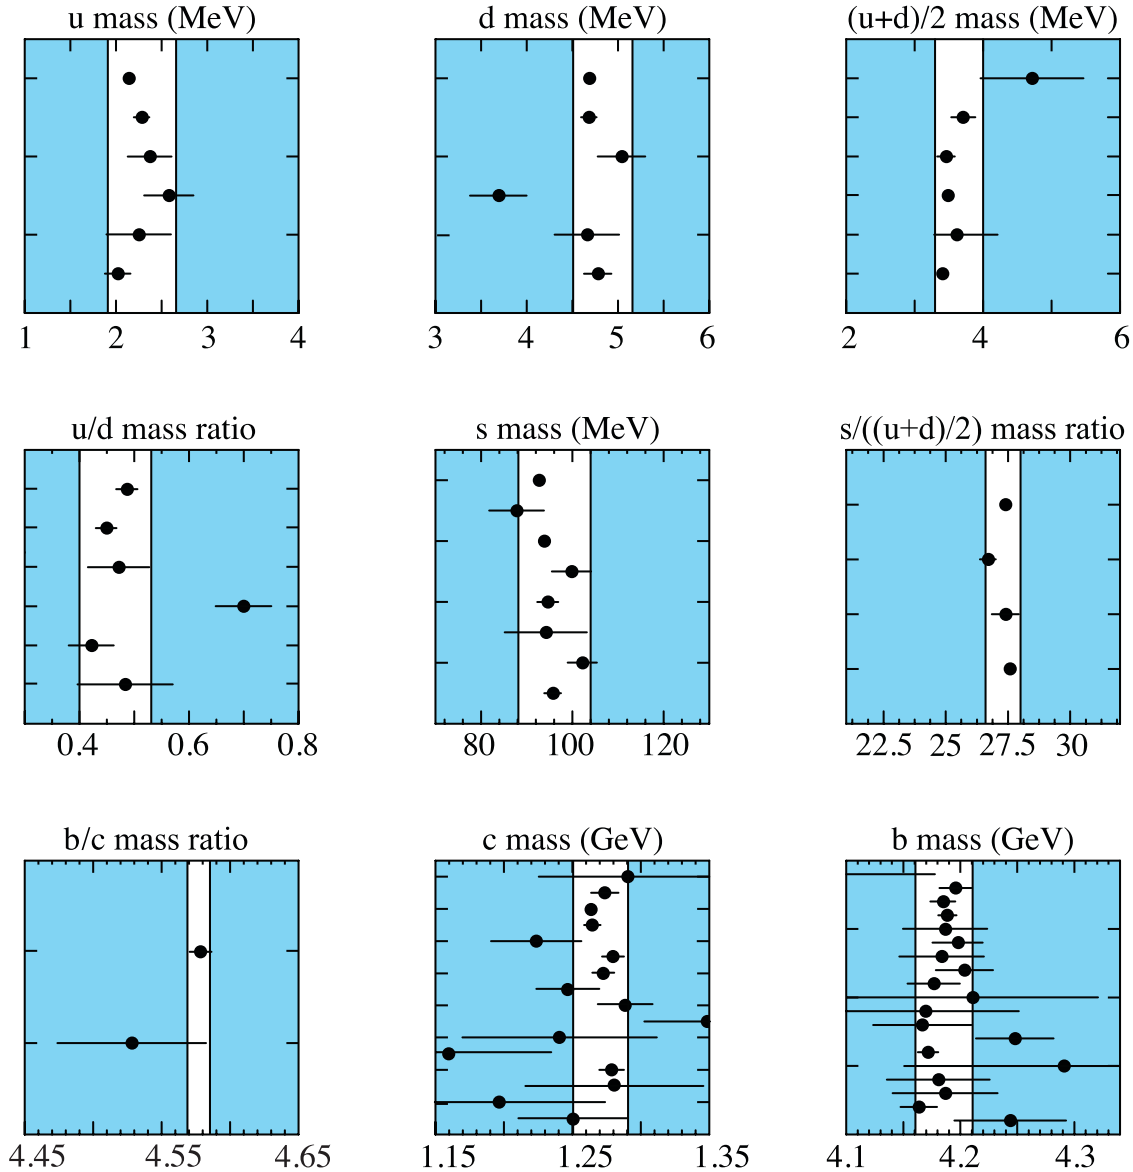 u mass (MeV) d mass (MeV) (u+d)/2 mass (MeV)
1 2 3 4 3 4 5 6 2 4 6
u/d mass ratio s mass (MeV) s/((u+d)/2) mass ratio
0.4 0.6 0.8 80 100 120 22.5 25 27.5 30
b/c mass ratio c mass (GeV) b mass (GeV)
4.45 4.55 4.65 1.15 1.25 1.35 4.1 4.2 4.3